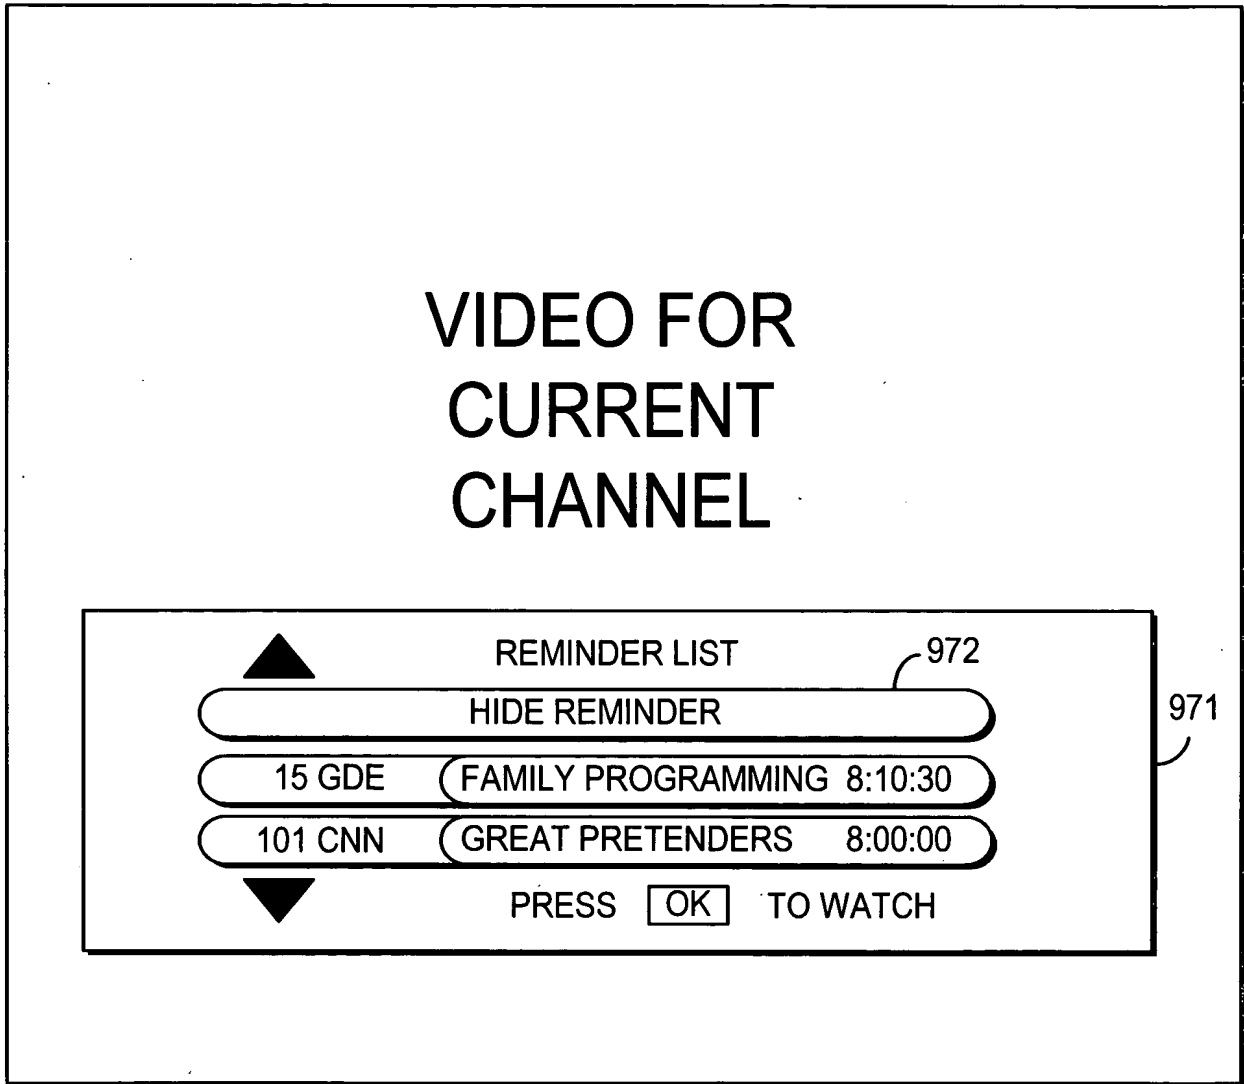 VIDEO FOR
CURRENT
CHANNEL
REMINDER LIST
972
HIDE REMINDER
971
15 GDE FAMILY PROGRAMMING 8:10:30
101 CNN GREAT PRETENDERS 8:00:00
PRESS OK TO WATCH